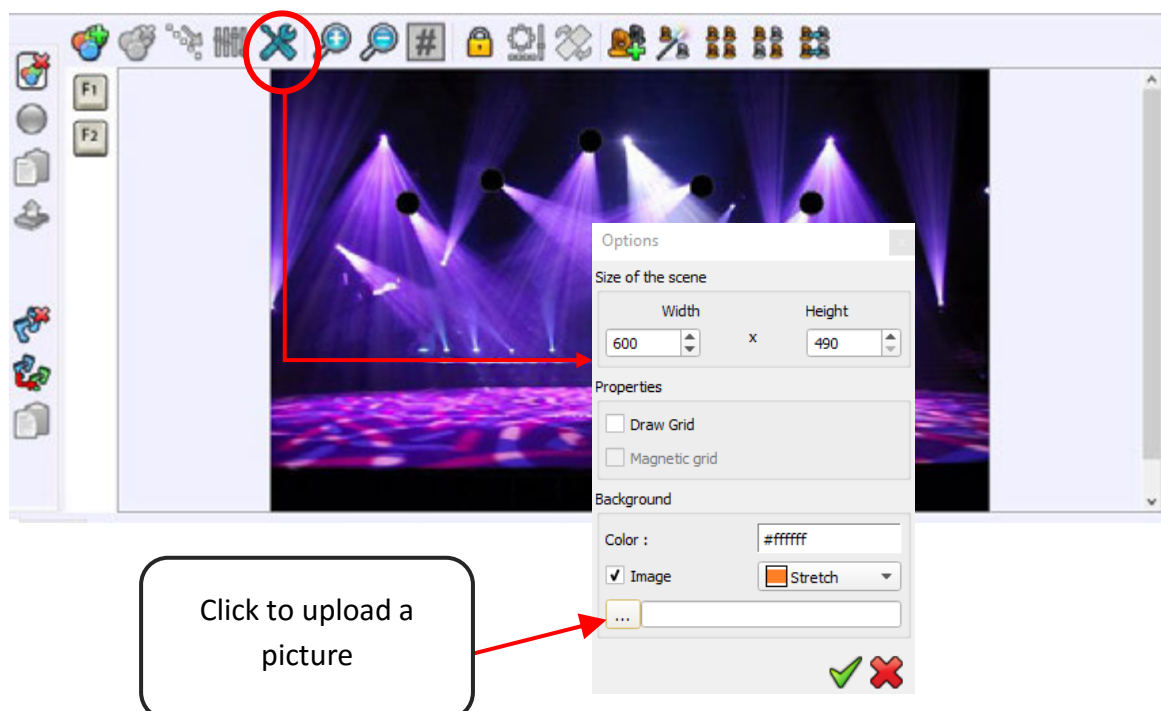 #
F1
F2
Options
x
Size of the scene
Width
Height
600
x
490
Properties
Draw Grid
Magnetic grid
Background
Color :
#ffffff
Image
Stretch
...
Click to upload a
picture